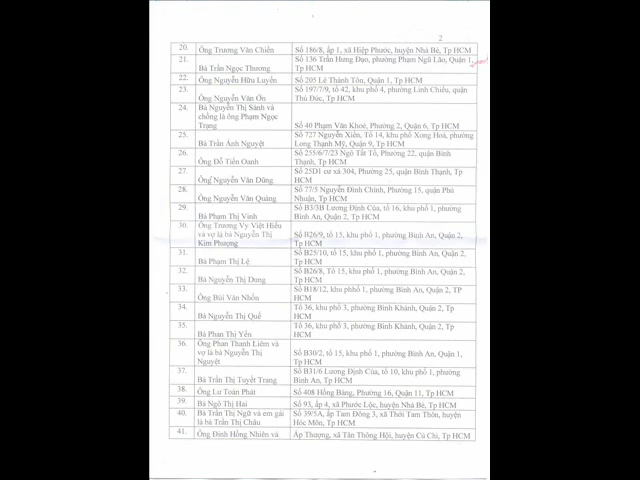 2
20. Ông Trương Văn Chiến Số 186/8, ấp 1, xã Hiệp Phước, huyện Nhà Bè, Tp HCM
21. Số 136 Trần Hưng Đạo, phường Phạm Ngũ Lão, Quận 1,
Bà Trần Ngọc Thương Tp HCM
22. Ông Nguyễn Hữu Luyến Số 205 Lê Thánh Tôn, Quận 1, Tp HCM
23. Số 197/7/9, tổ 42, khu phố 4, phường Linh Chiểu, quận
Ông Nguyễn Văn Ơn Thủ Đức, Tp HCM
24. Bà Nguyễn Thị Sánh và
chồng là ông Phạm Ngọc
Trạng Số 40 Phạm Văn Khoẻ, Phường 2, Quận 6, Tp HCM
25. Số 727 Nguyễn Xiển, Tổ 14, khu phố Xong Hoà, phường
Bà Trần Ánh Nguyệt Long Thạnh Mỹ, Quận 9, Tp HCM
26. Số 255/6/7/23 Ngô Tất Tố, Phường 22, quận Bình
Ông Đỗ Tiến Oanh Thạnh, Tp HCM
27. Số 25D1 cư xá 304, Phường 25, quận Bình Thạnh, Tp
Ông Nguyễn Văn Dũng HCM
28. Số 77/5 Nguyễn Đình Chính, Phường 15, quận Phú
Ông Nguyễn Văn Quảng Nhuận, Tp HCM
29. Số B3/3B Lương Định Của, tổ 16, khu phố 1, phường
Bà Phạm Thị Vinh Bình An, Quận 2, Tp HCM
30. Ông Trương Vy Việt Hiếu
và vợ là bà Nguyễn Thị Số B26/9, tổ 15, khu phố 1, phường Bình An, Quận 2,
Kim Phượng Tp HCM
31. Số B25/10, tổ 15, khu phố 1, phường Bình An, Quận 2,
Bà Phạm Thị Lệ Tp HCM
32. Số B26/8, Tổ 15, khu phố 1, phường Bình An, Quận 2,
Bà Nguyễn Thị Dung Tp HCM
33. Số B18/12, khu phhố 1, phường Bình An, Quận 2, TP
Ông Bùi Văn Nhốn HCM
34. Tổ 36, khu phố 3, phường Bình Khánh, Quận 2, Tp
Bà Nguyễn Thị Quế HCM
35. Tổ 36, khu phố 3, phường Bình Khánh, Quận 2, Tp
Bà Phan Thị Yến HCM
36. Ông Phan Thanh Liêm và
vợ là bà Nguyễn Thị Số B30/2, tổ 15, khu phố 1, phường Bình An, Quận 1,
Nguyệt Tp HCM
37. Số B31/6 Lương Định Của, tổ 10, khu phố 1, phường
Bà Trần Thị Tuyết Trang Bình An, Tp HCM
38. Ông Lư Toàn Phát Số 408 Hồng Bàng, Phường 16, Quận 11, Tp HCM
39. Bà Ngô Thị Hai Số 93, ấp 4, xã Phước Lộc, huyện Nhà Bè, Tp HCM
40. Bà Trần Thị Ngữ và em gái Số 39/5A, ấp Tam Đông 3, xã Thới Tam Thôn, huyện
là bà Trần Thị Châu Hóc Môn, Tp HCM
41. Ông Đinh Hồng Nhiên và Ấp Thượng, xã Tân Thông Hội, huyện Củ Chi, Tp HCM